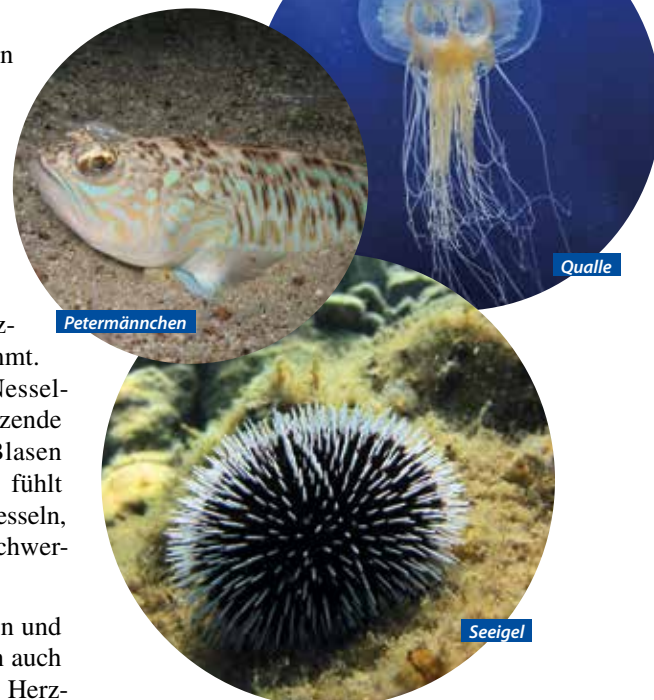 n
Qualle
Petermännchen
z-
mt.
Nessel-
zende
Blasen
fühlt
esseln,
chwer-
Seeigel
n und
n auch
Herz-